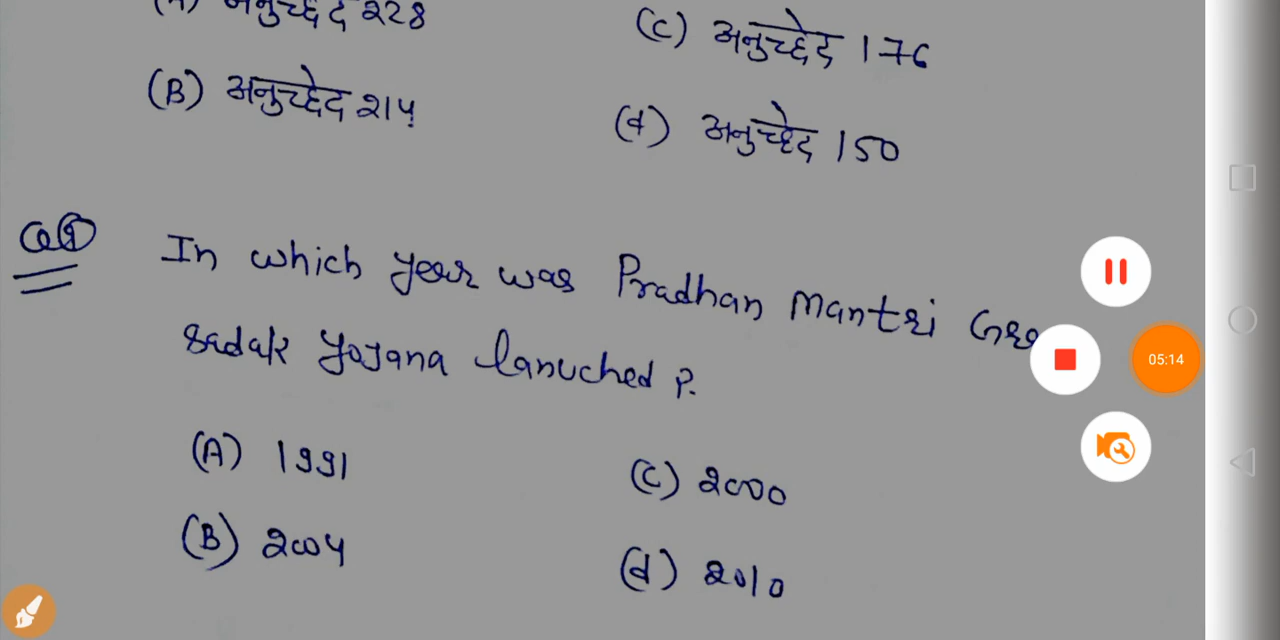 (A) अनुच्छेद 228
(C) अनुच्छेद 176
(B) अनुच्छेद 214
(d) अनुच्छेद 150
In which year was Pradhan Mantri
sadak yojana lanuched ?.
(A) 1991
(C) 2000
(B) 2004
(d) 2010
05:14